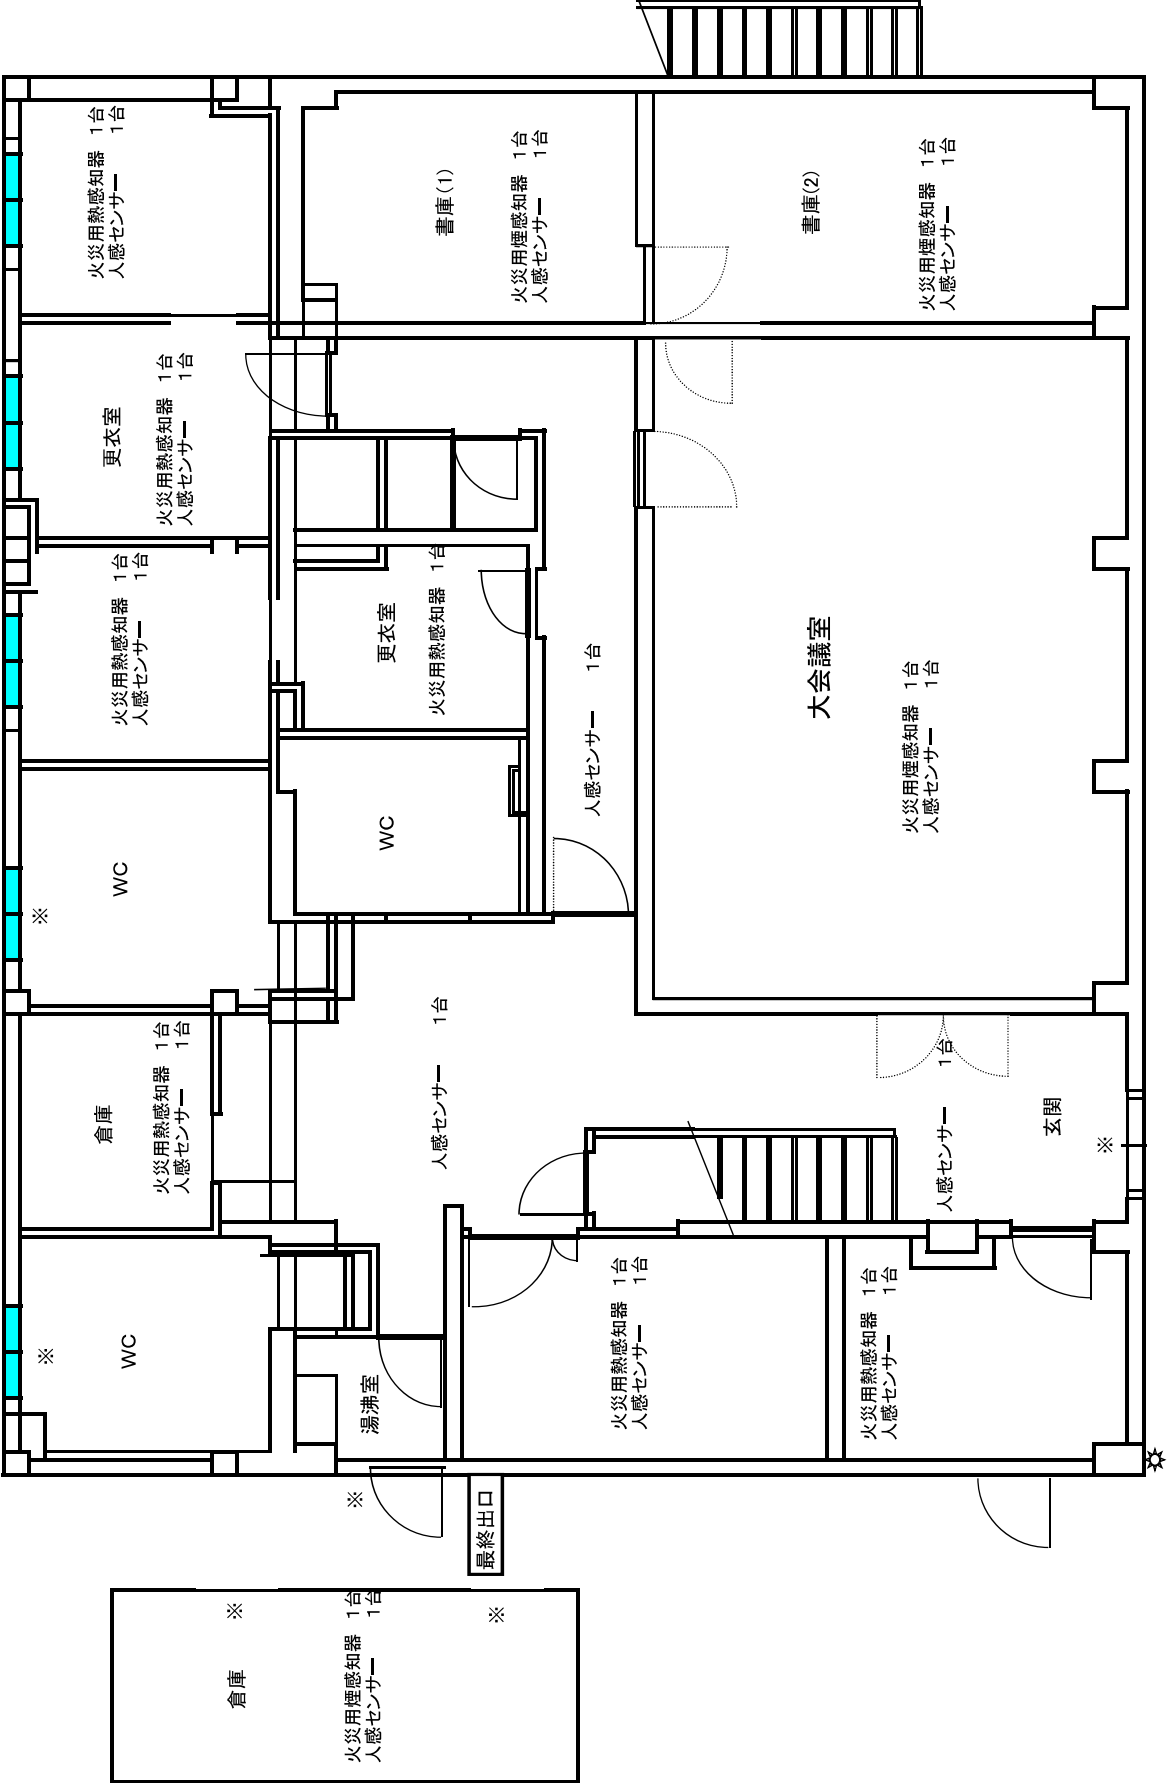 火災用熱感知器　1台
人感センサー　1台
書庫(1)
火災用煙感知器　1台
人感センサー　1台
書庫(2)
火災用煙感知器　1台
人感センサー　1台
更衣室
火災用熱感知器　1台
人感センサー　1台
火災用熱感知器　1台
人感センサー　1台
更衣室
火災用熱感知器　1台
人感センサー　1台
大会議室
火災用煙感知器　1台
人感センサー　1台
WC
※
WC
倉庫
火災用熱感知器　1台
人感センサー　1台
人感センサー　1台
人感センサー　1台
玄関
※
WC
※
湯沸室
火災用熱感知器　1台
人感センサー　1台
火災用熱感知器　1台
人感センサー　1台
※
最終出口
倉庫
※
火災用煙感知器　1台
人感センサー　1台
※